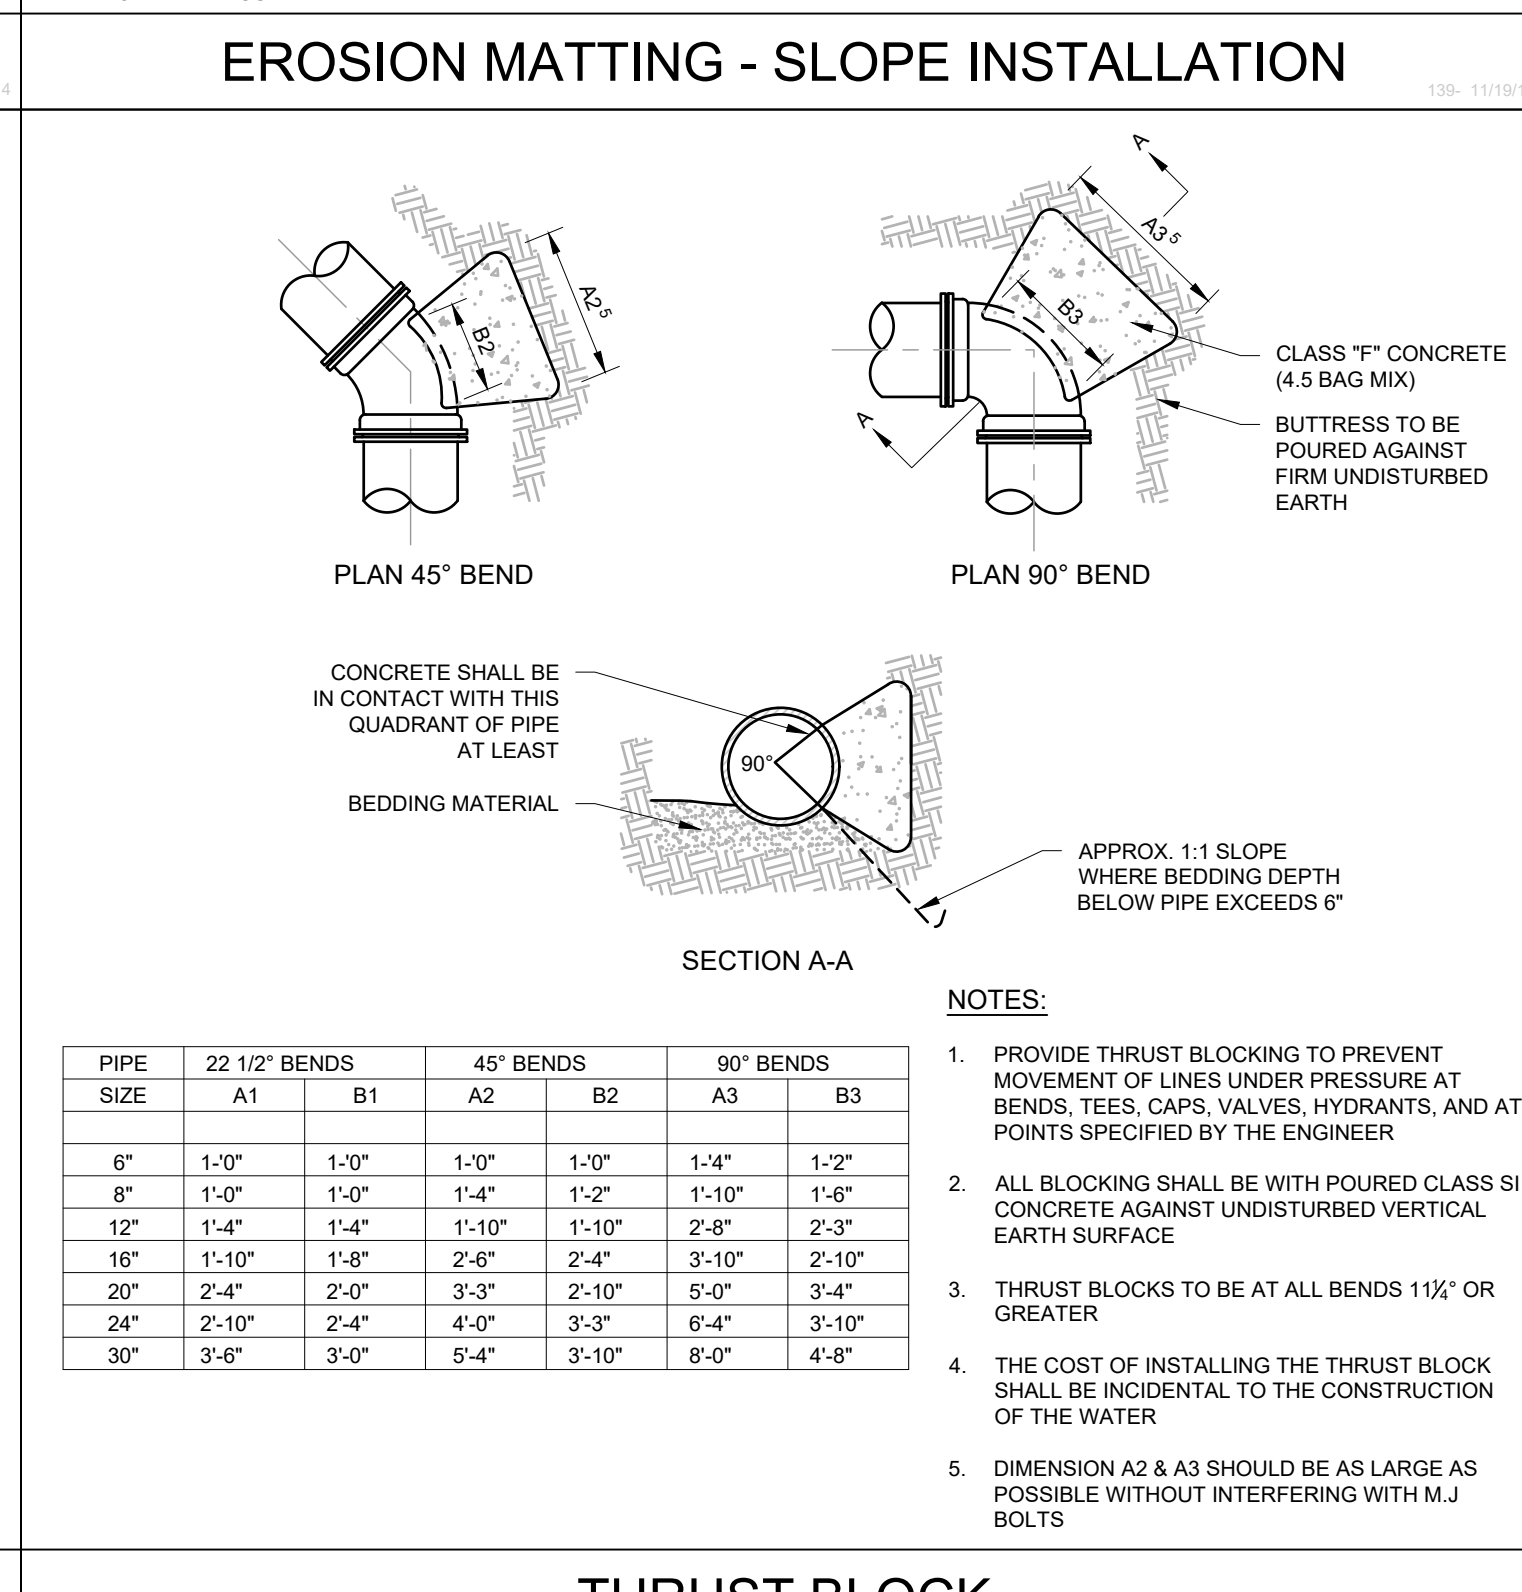 EROSION MATTING - SLOPE INSTALLATION
4
139- 11/19/1
A2⁵
B2
PLAN 45° BEND
A
A3⁵
B3
A
CLASS "F" CONCRETE
(4.5 BAG MIX)
BUTTRESS TO BE
POURED AGAINST
FIRM UNDISTURBED
EARTH
PLAN 90° BEND
CONCRETE SHALL BE
IN CONTACT WITH THIS
QUADRANT OF PIPE
AT LEAST
90°
BEDDING MATERIAL
APPROX. 1:1 SLOPE
WHERE BEDDING DEPTH
BELOW PIPE EXCEEDS 6"
SECTION A-A
PIPE 22 1/2° BENDS 45° BENDS 90° BENDS
SIZE A1 B1 A2 B2 A3 B3
6" 1-'0" 1-'0" 1-'0" 1-'0" 1-'4" 1-'2"
8" 1'-0" 1'-0" 1'-4" 1'-2" 1'-10" 1'-6"
12" 1'-4" 1'-4" 1'-10" 1'-10" 2'-8" 2'-3"
16" 1'-10" 1'-8" 2'-6" 2'-4" 3'-10" 2'-10"
20" 2'-4" 2'-0" 3'-3" 2'-10" 5'-0" 3'-4"
24" 2'-10" 2'-4" 4'-0" 3'-3" 6'-4" 3'-10"
30" 3'-6" 3'-0" 5'-4" 3'-10" 8'-0" 4'-8"
NOTES:
1. PROVIDE THRUST BLOCKING TO PREVENT
MOVEMENT OF LINES UNDER PRESSURE AT
BENDS, TEES, CAPS, VALVES, HYDRANTS, AND AT
POINTS SPECIFIED BY THE ENGINEER
2. ALL BLOCKING SHALL BE WITH POURED CLASS SI
CONCRETE AGAINST UNDISTURBED VERTICAL
EARTH SURFACE
3. THRUST BLOCKS TO BE AT ALL BENDS 11¼° OR
GREATER
4. THE COST OF INSTALLING THE THRUST BLOCK
SHALL BE INCIDENTAL TO THE CONSTRUCTION
OF THE WATER
5. DIMENSION A2 & A3 SHOULD BE AS LARGE AS
POSSIBLE WITHOUT INTERFERING WITH M.J
BOLTS
THRUST BLOCK